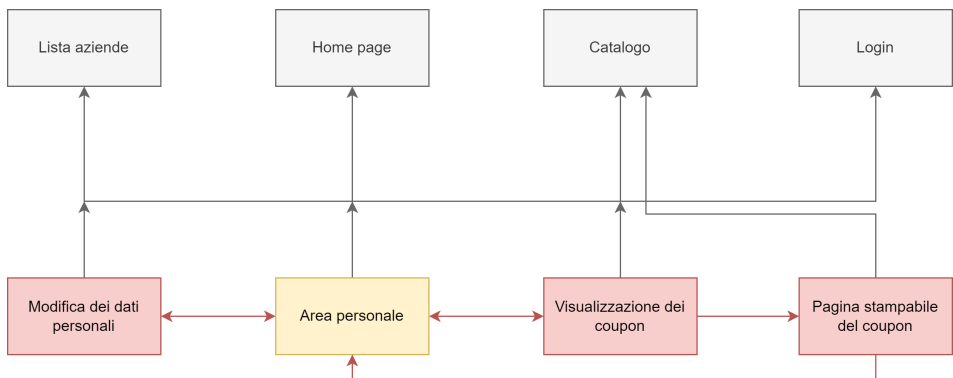 Lista aziende
Home page
Catalogo
Login
Modifica dei dati
personali
Area personale
Visualizzazione dei
coupon
Pagina stampabile
del coupon